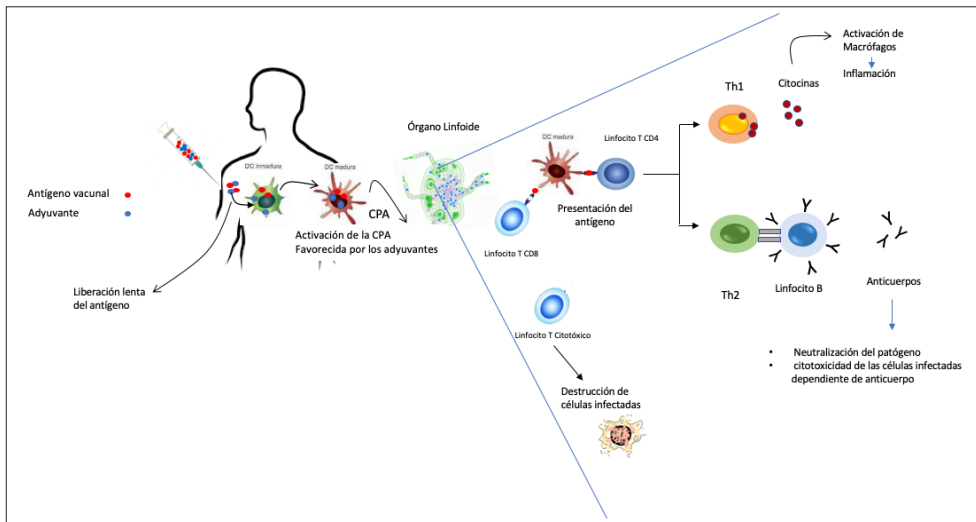 Antígeno vacunal
Adyuvante
Liberación lenta
del antígeno
DC inmadura
DC madura
CPA
Activación de la CPA
Favorecida por los adyuvantes
Órgano Linfoide
DC madura
Linfocito T CD4
Presentación del
antígeno
Linfocito T CD8
Linfocito T Citotóxico
Destrucción de
células infectadas
Th1
Citocinas
Activación de
Macrófagos
Inflamación
Th2
Linfocito B
Anticuerpos
• Neutralización del patógeno
• citotoxicidad de las células infectadas
dependiente de anticuerpo